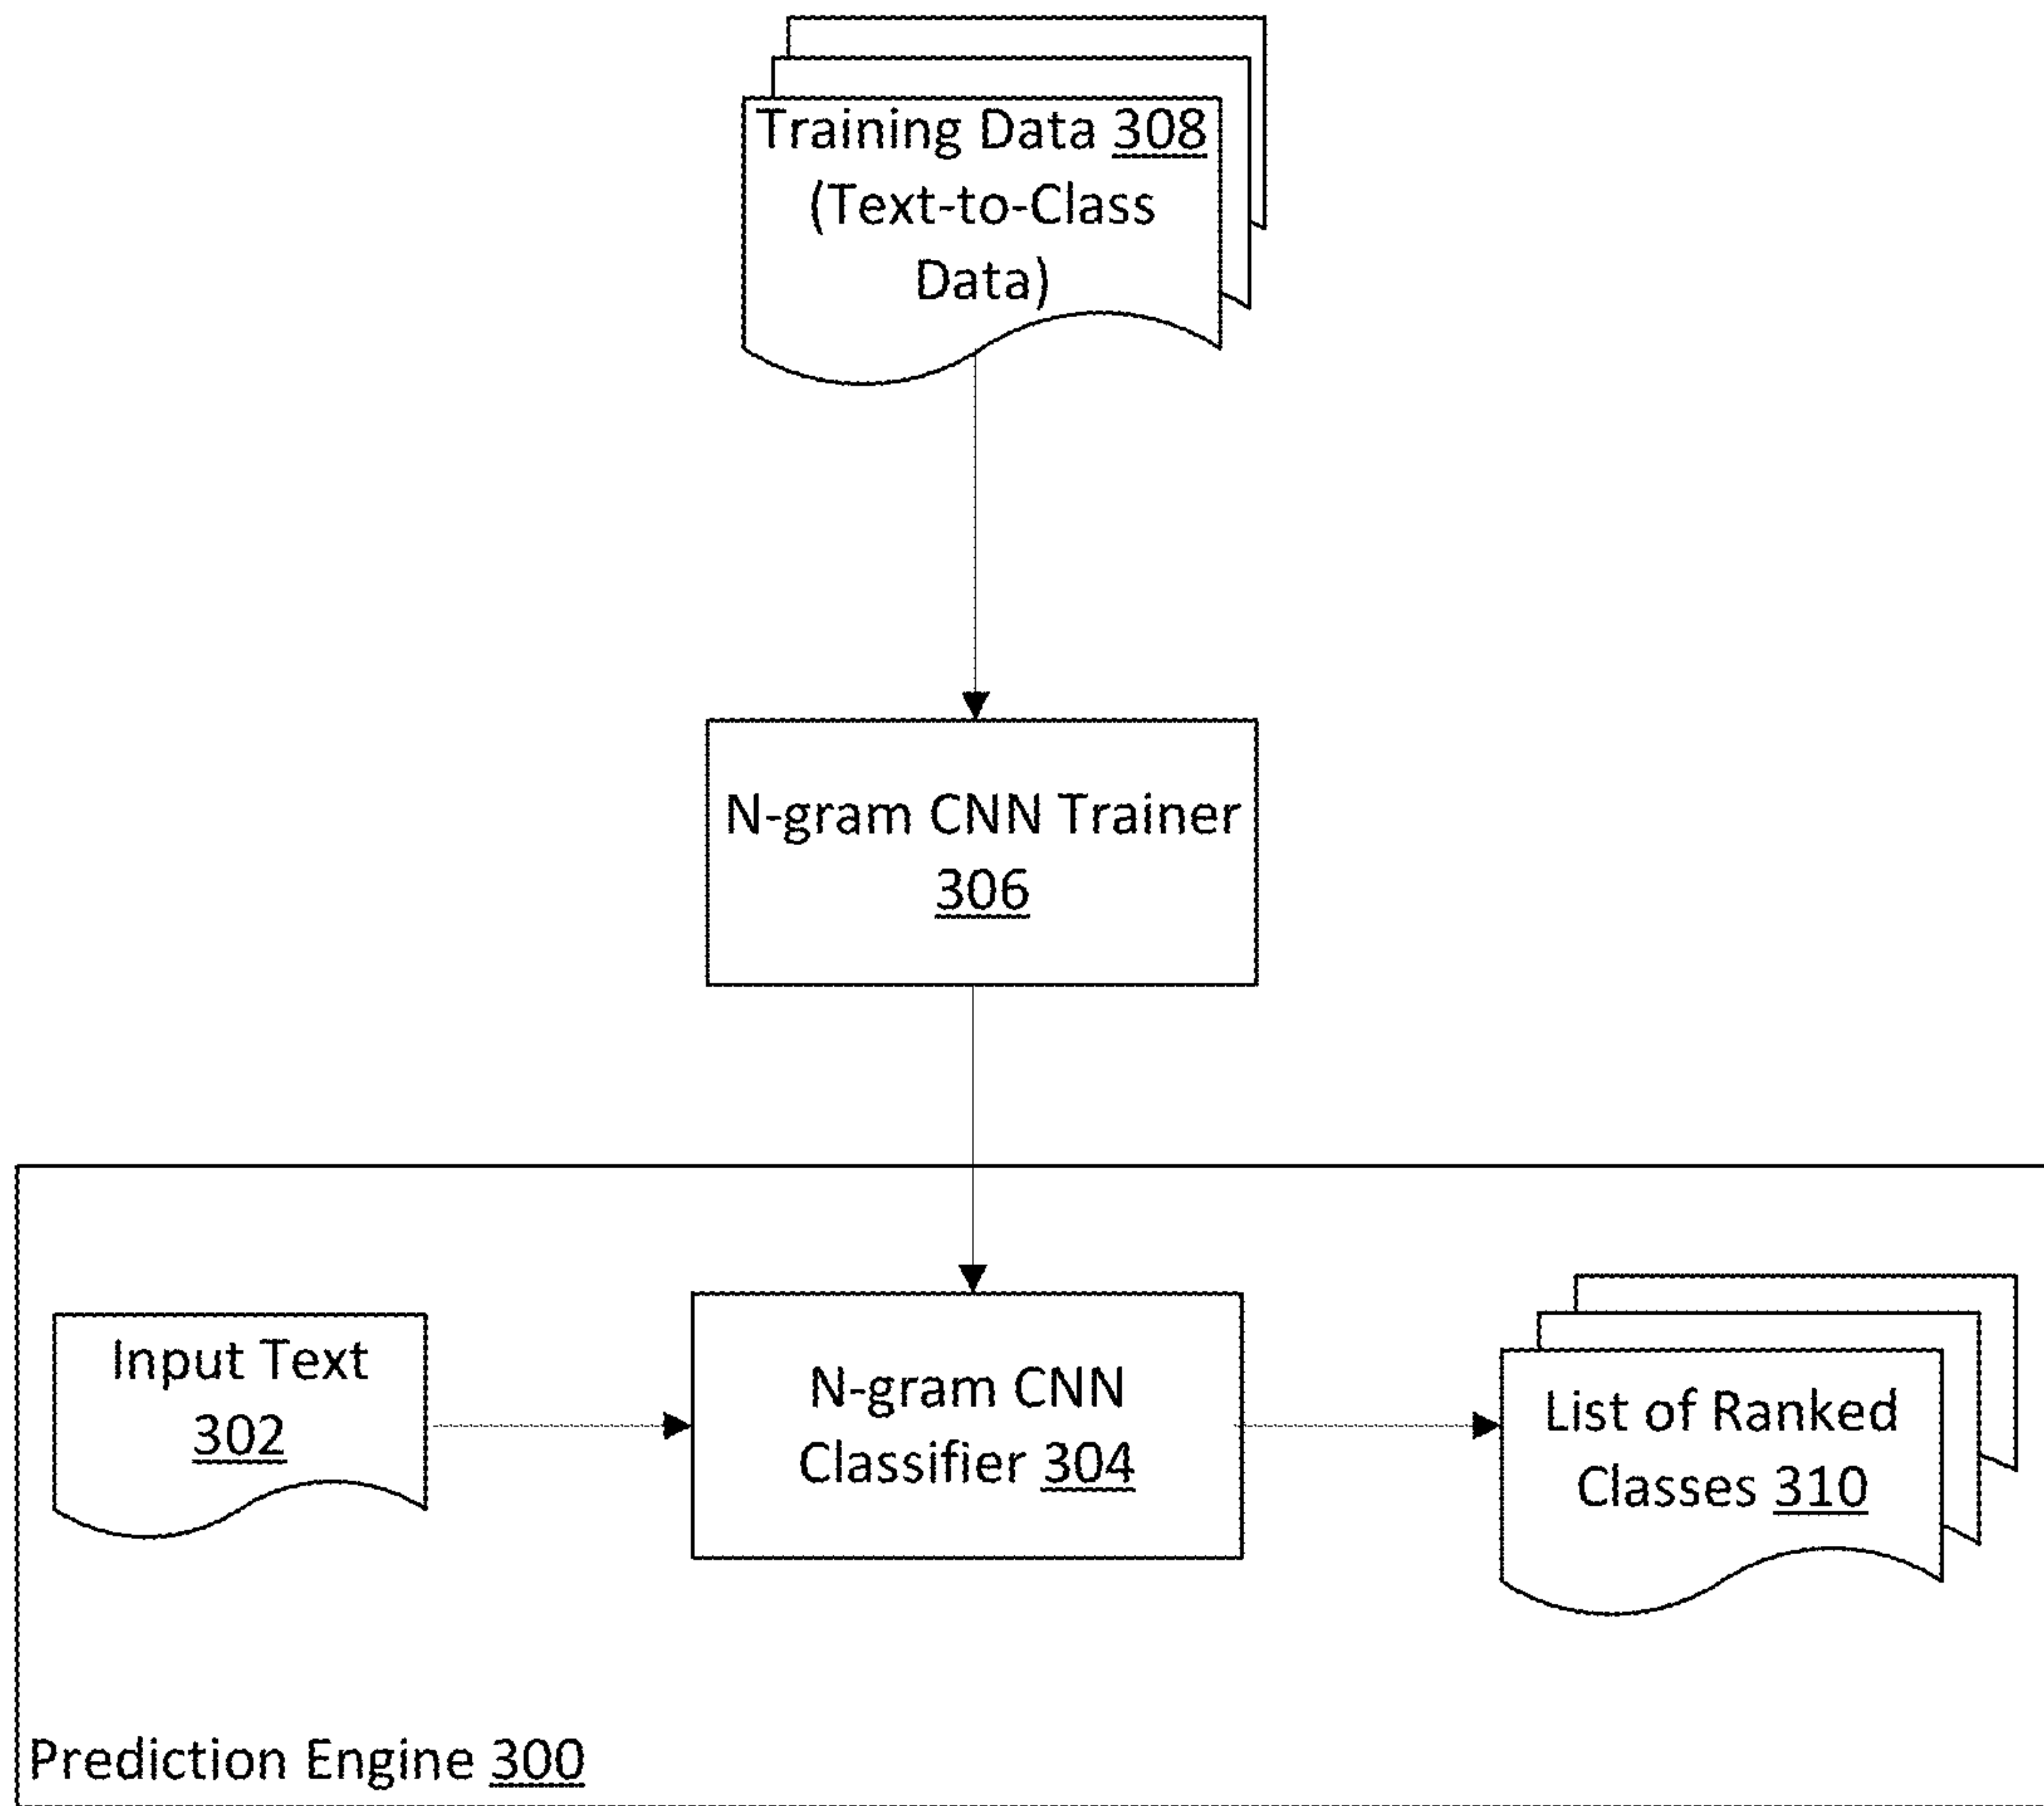 Training Data 308
(Text-to-Class
Data)
N-gram CNN Trainer
306
Input Text
302
N-gram CNN
Classifier 304
List of Ranked
Classes 310
Prediction Engine 300